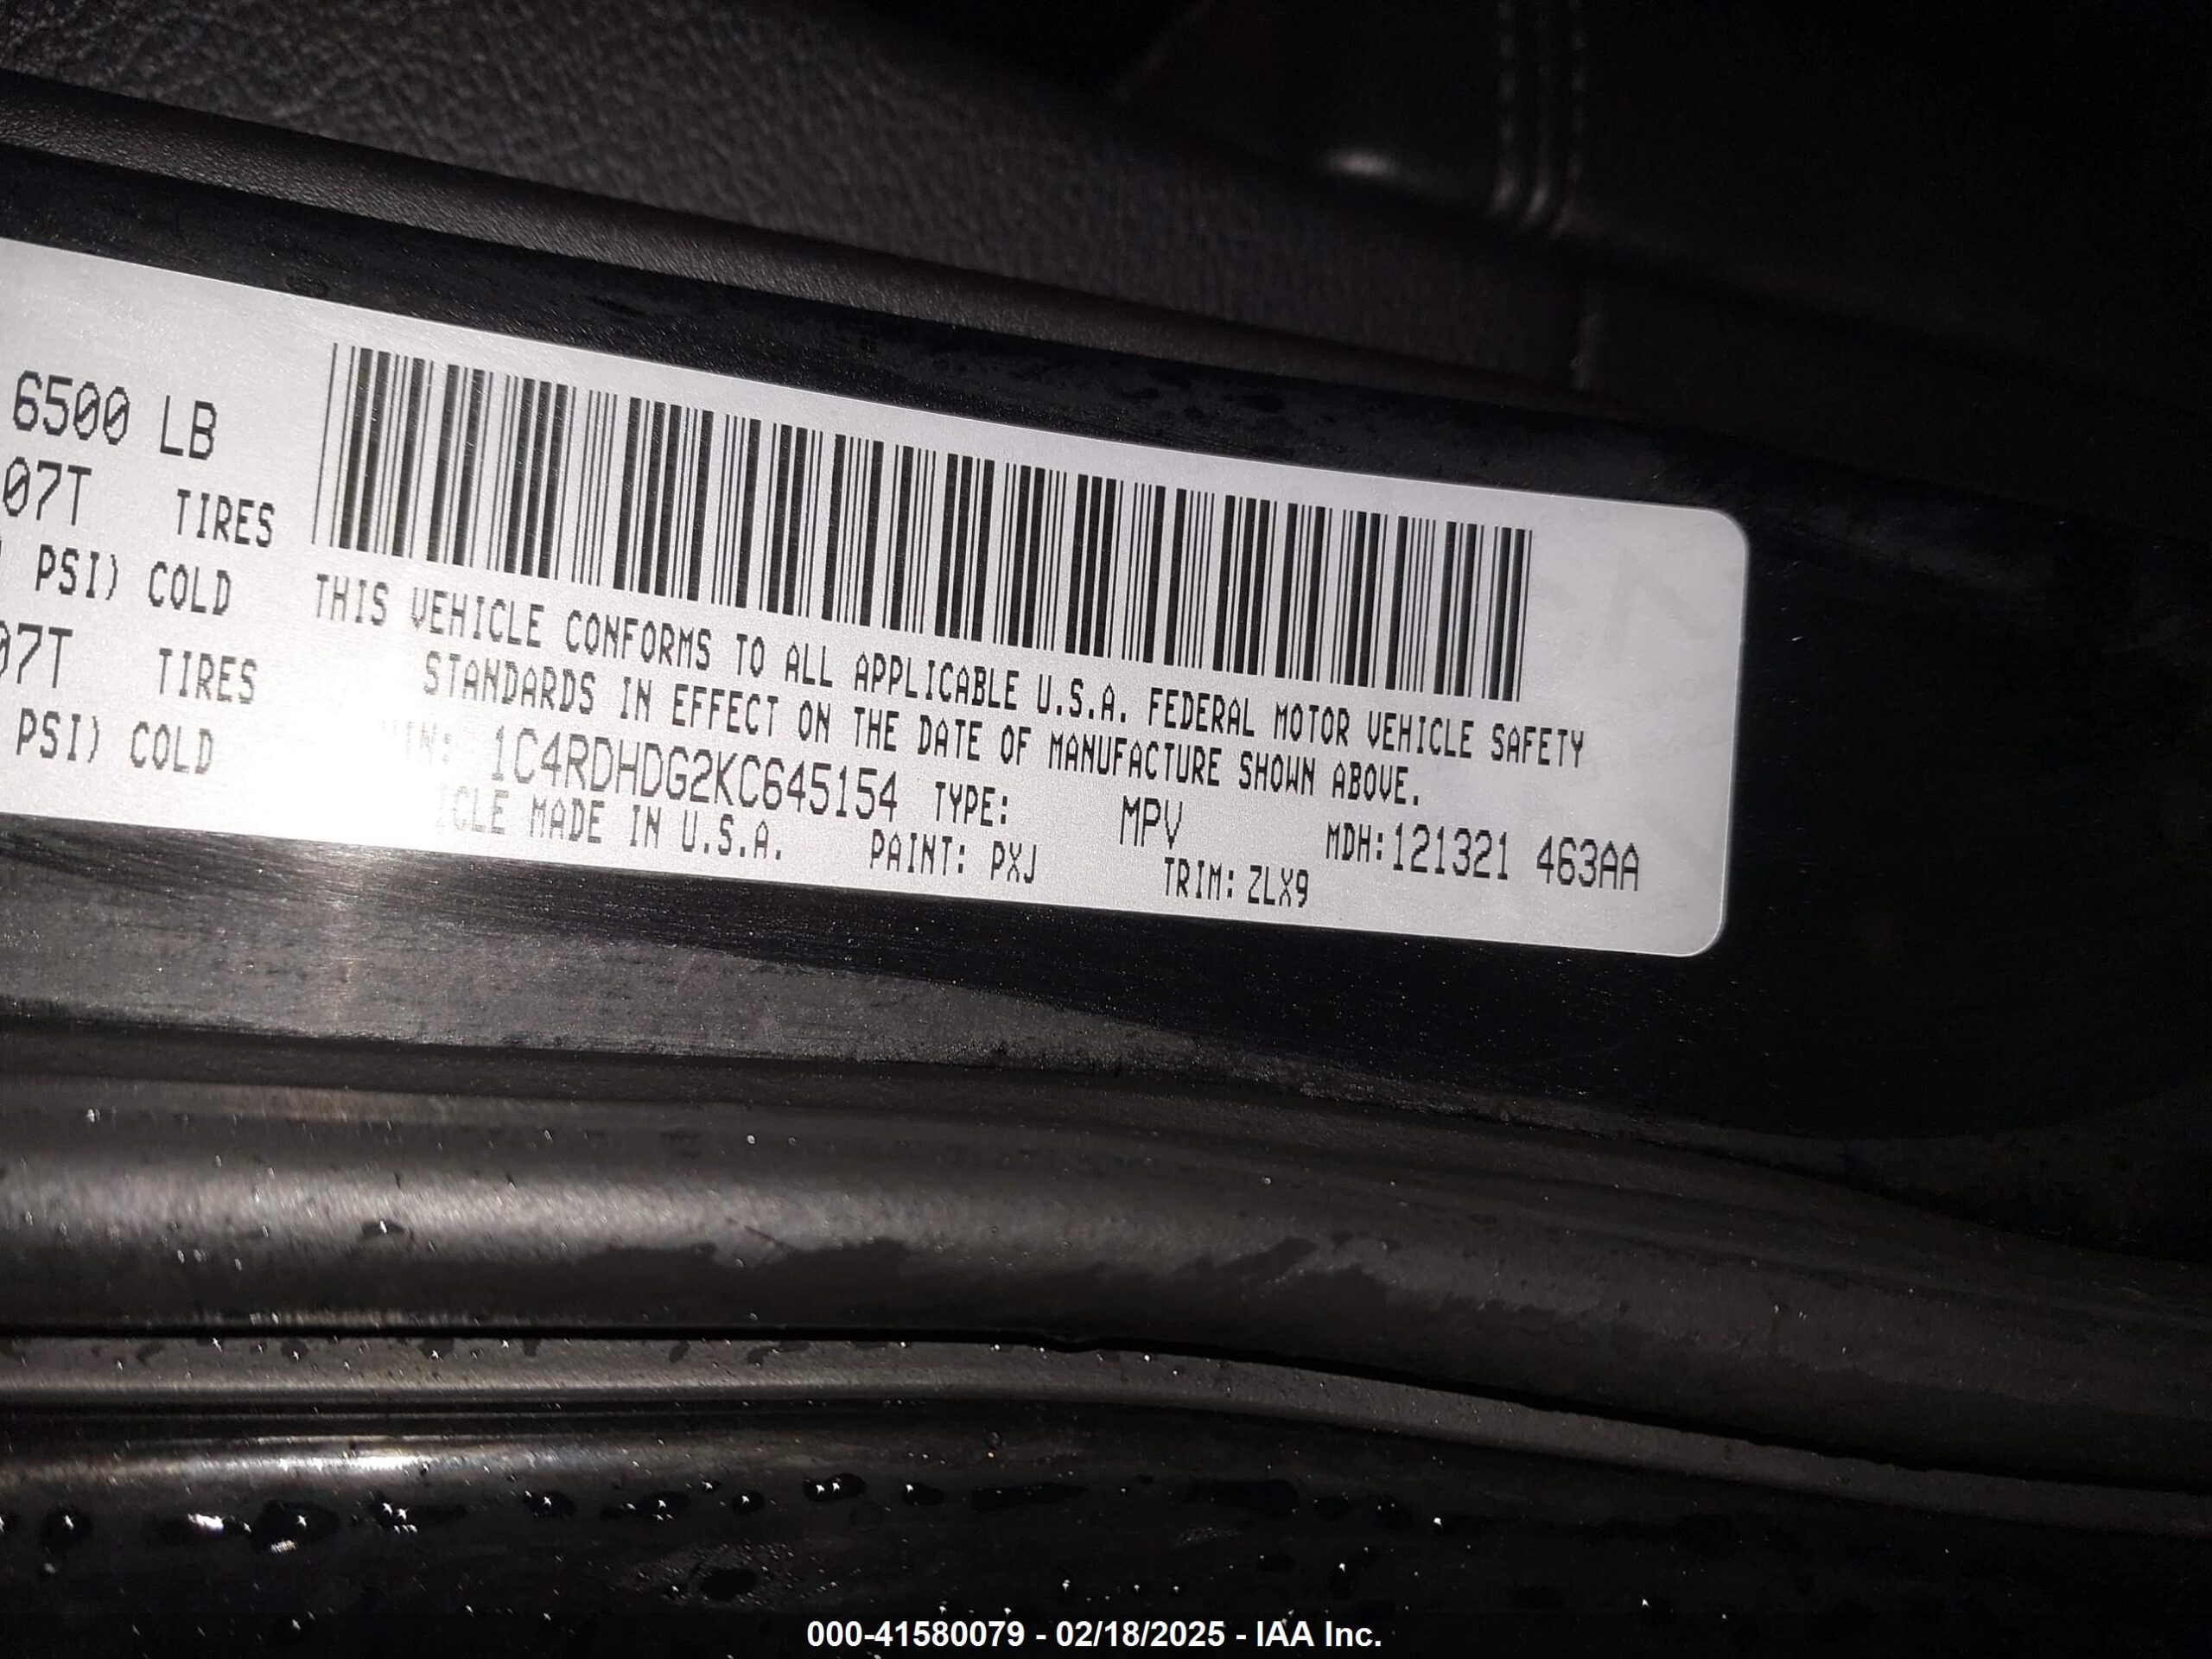 6500 LB
07T TIRES
PSI) COLD
07T TIRES
PSI) COLD
THIS VEHICLE CONFORMS TO ALL APPLICABLE U.S.A. FEDERAL MOTOR VEHICLE SAFETY
STANDARDS IN EFFECT ON THE DATE OF MANUFACTURE SHOWN ABOVE.
VIN: 1C4RDHDG2KC645154 TYPE: MPV MDH:121321 463AA
ICLE MADE IN U.S.A. PAINT: PXJ TRIM: ZLX9
000-41580079 - 02/18/2025 - IAA Inc.